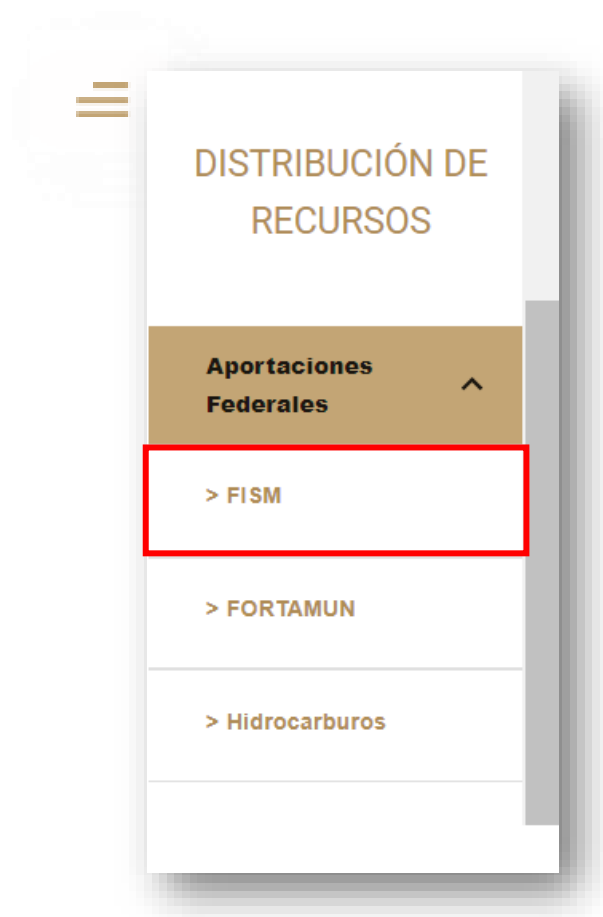 DISTRIBUCIÓN DE
RECURSOS
Aportaciones
Federales
> FISM
> FORTAMUN
> Hidrocarburos